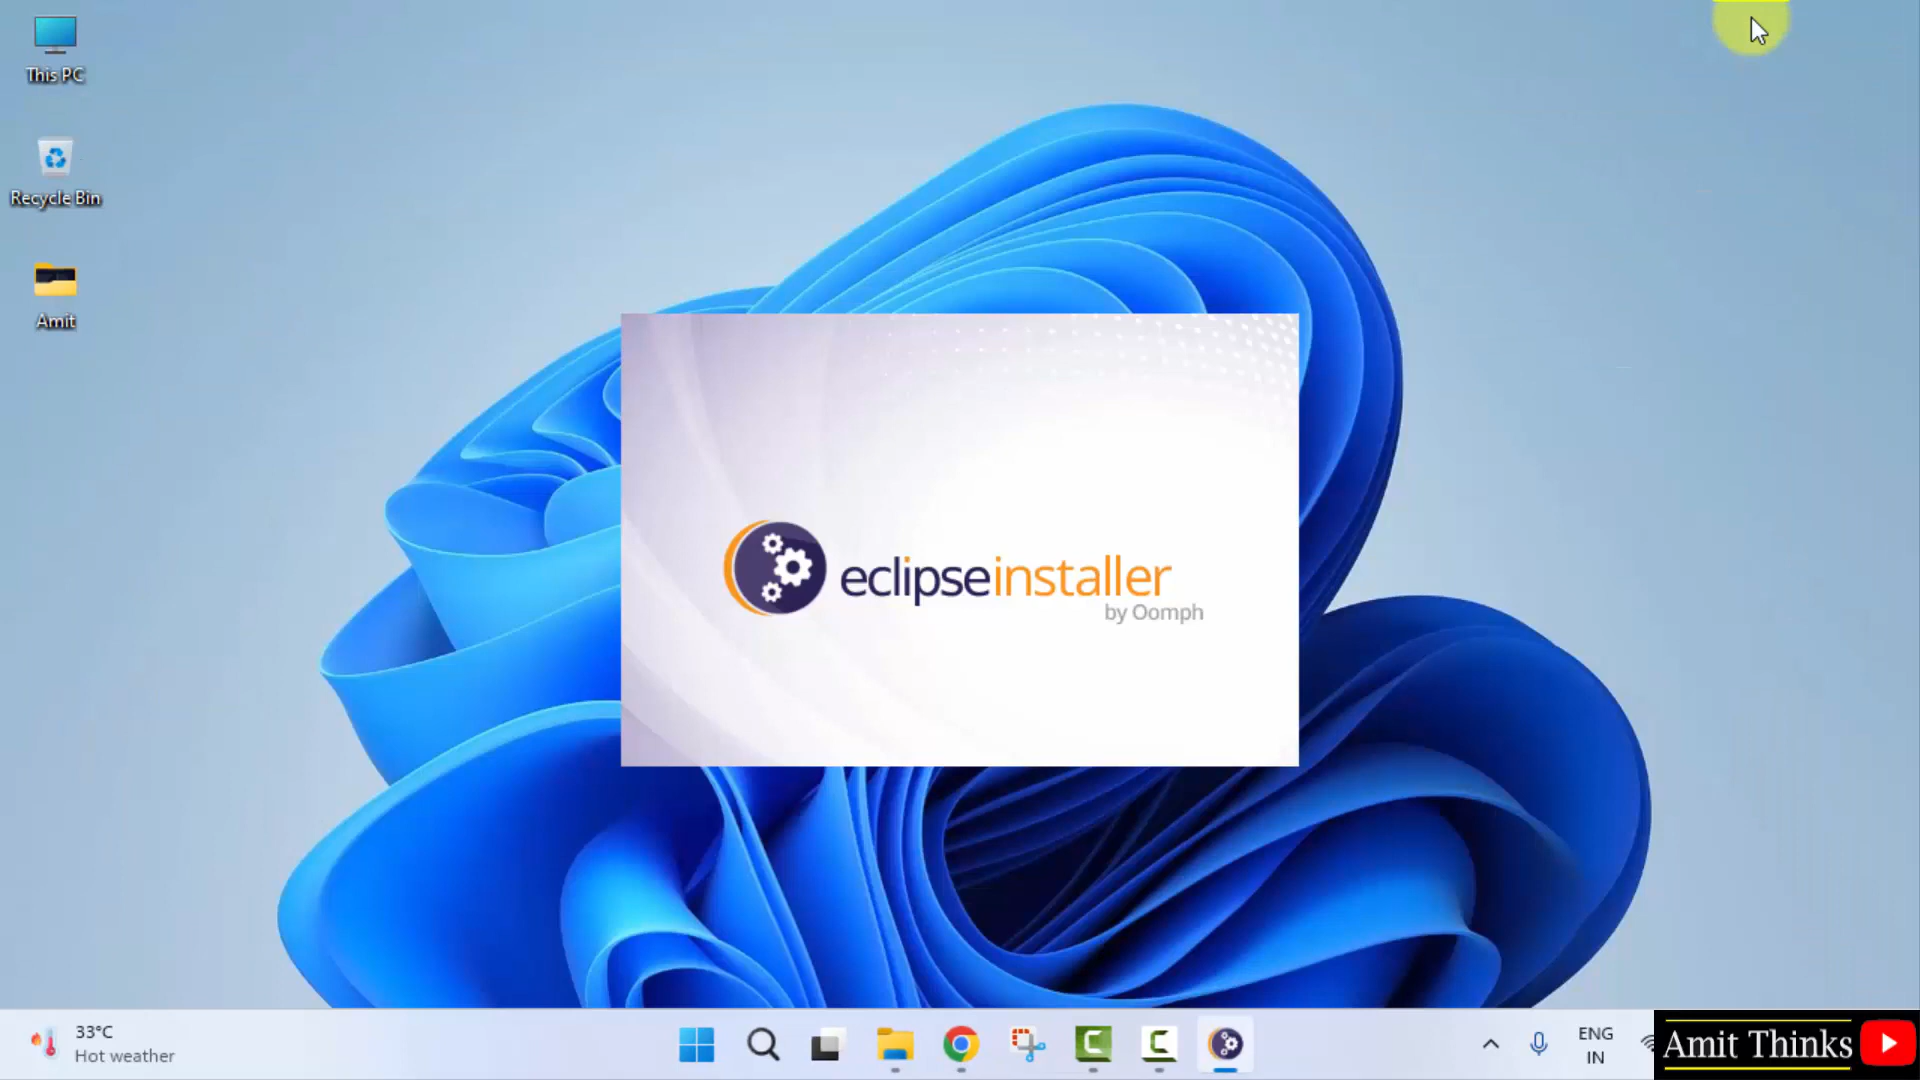 This PC
Recycle Bin
Amit
eclipseinstaller
by Oomph
33°C
Hot weather
ENG
IN
Amit Thinks